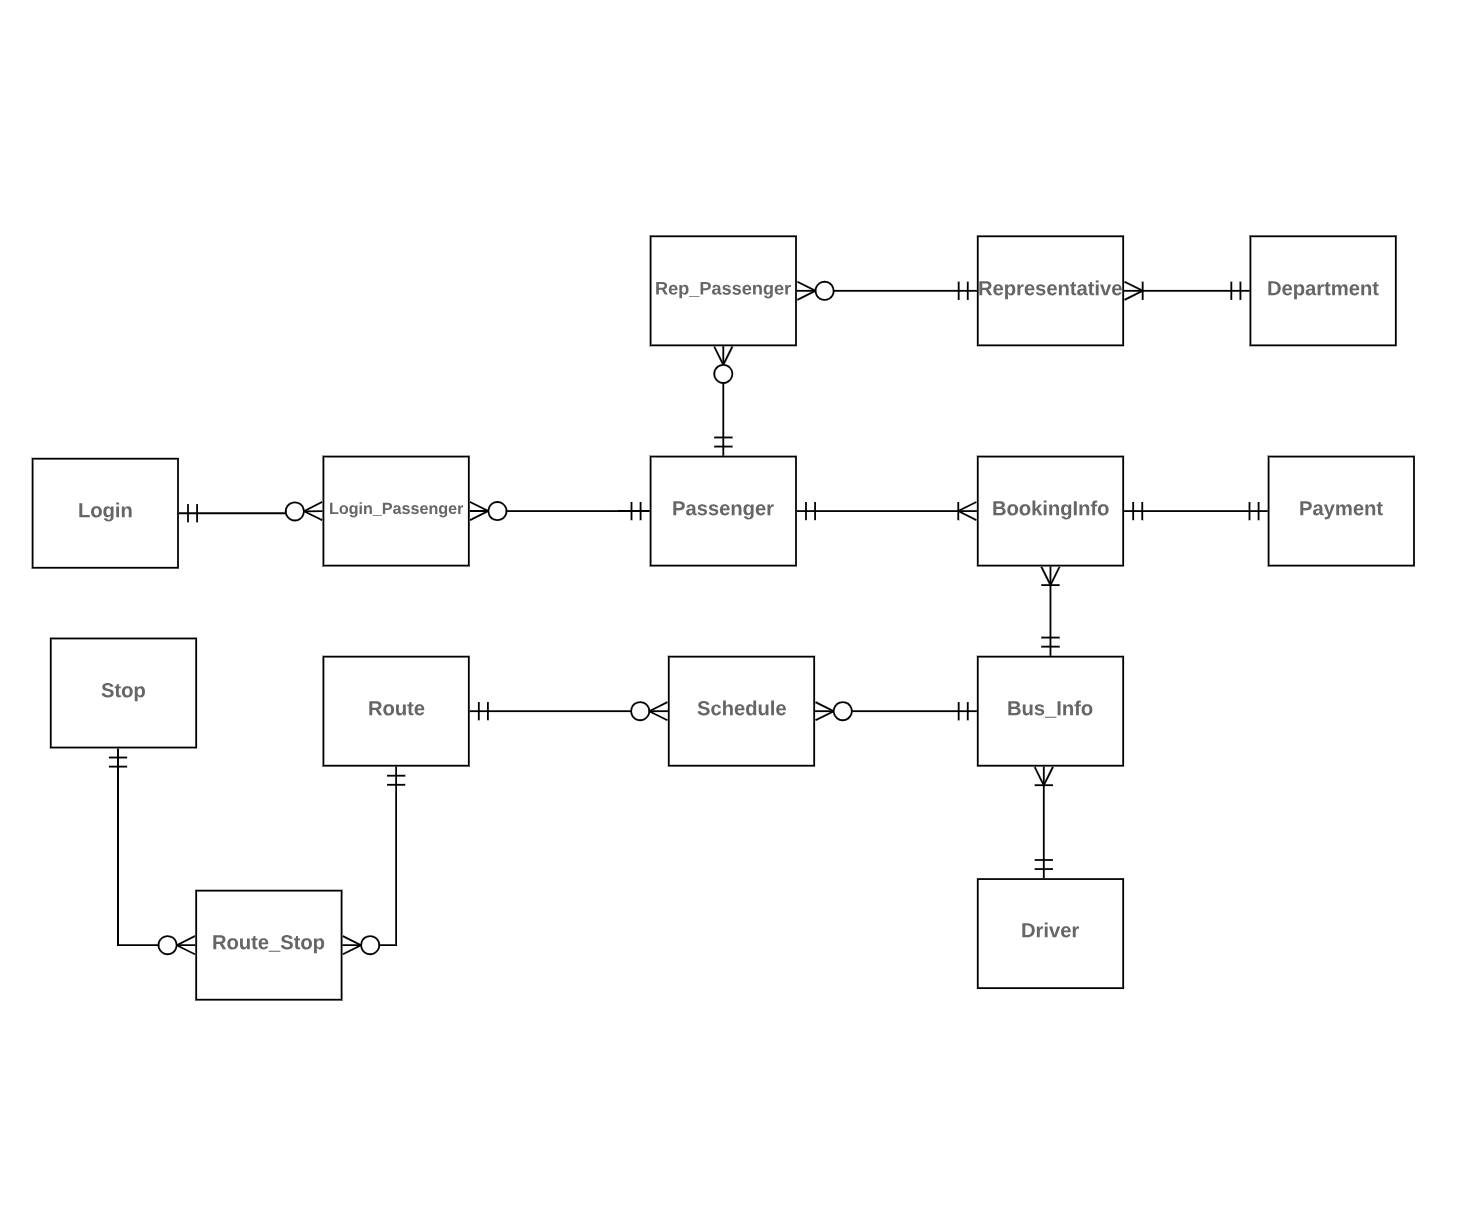 Rep_Passenger
Representative
Department
Login
Login_Passenger
Passenger
BookingInfo
Payment
Stop
Route
Schedule
Bus_Info
Route_Stop
Driver